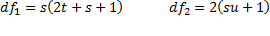 df₁ = s(2t + s + 1) df₂ = 2(su + 1)